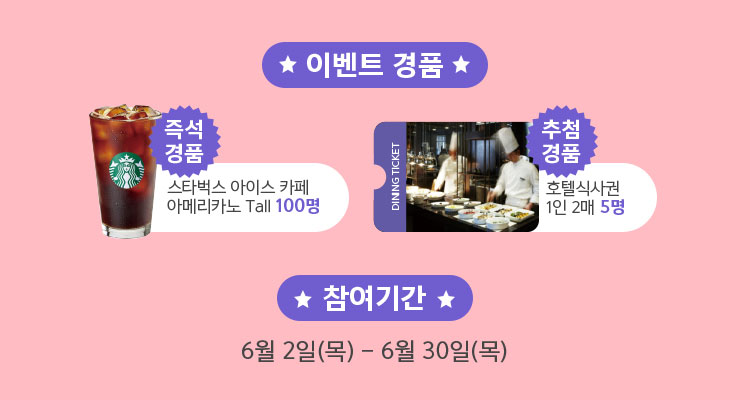 이벤트 경품
즉석
경품
스타벅스 아이스 카페
아메리카노 Tall 100명
DINING TICKET
추첨
경품
호텔식사권
1인 2매 5명
참여기간
6월 2일(목) – 6월 30일(목)